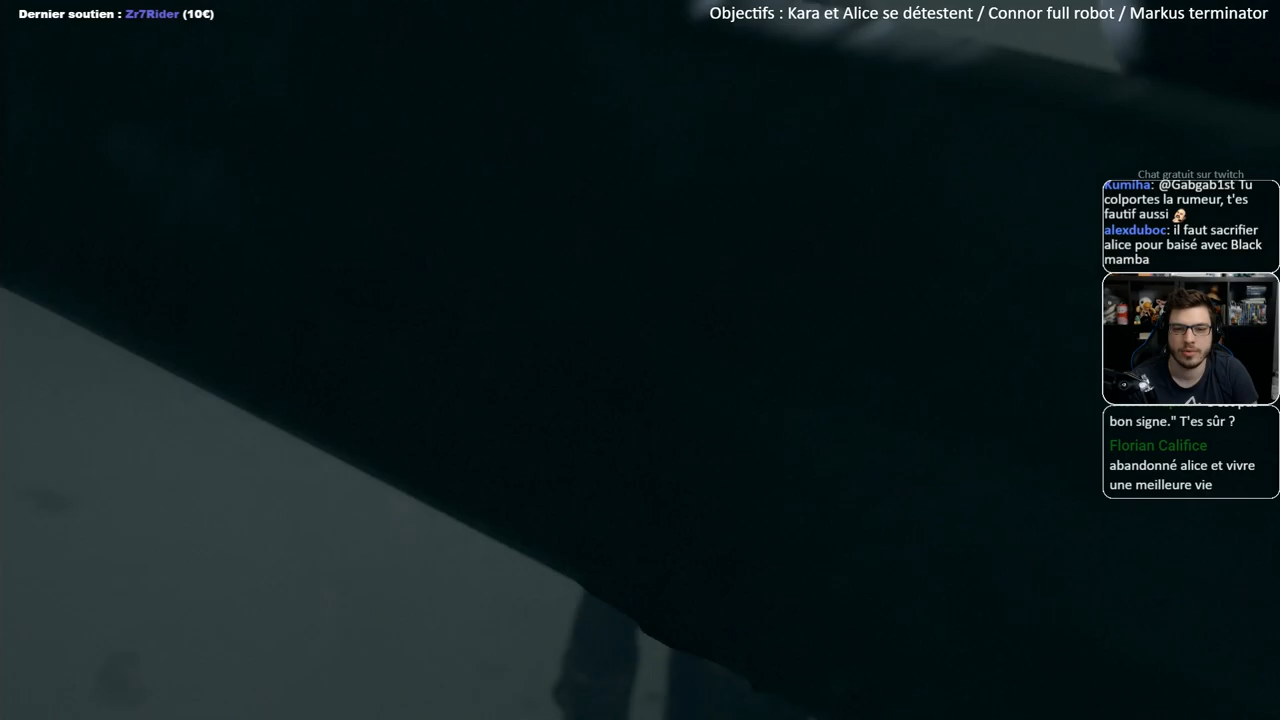 Dernier soutien : Zr7Rider (10€)
Objectifs : Kara et Alice se détestent / Connor full robot / Markus terminator
Chat gratuit sur twitch
Kumiha: @Gabgab1st Tu
colportes la rumeur, t'es
fautif aussi
alexduboc: il faut sacrifier
alice pour baisé avec Black
mamba
bon signe." T'es sûr ?
Florian Califice
abandonné alice et vivre
une meilleure vie